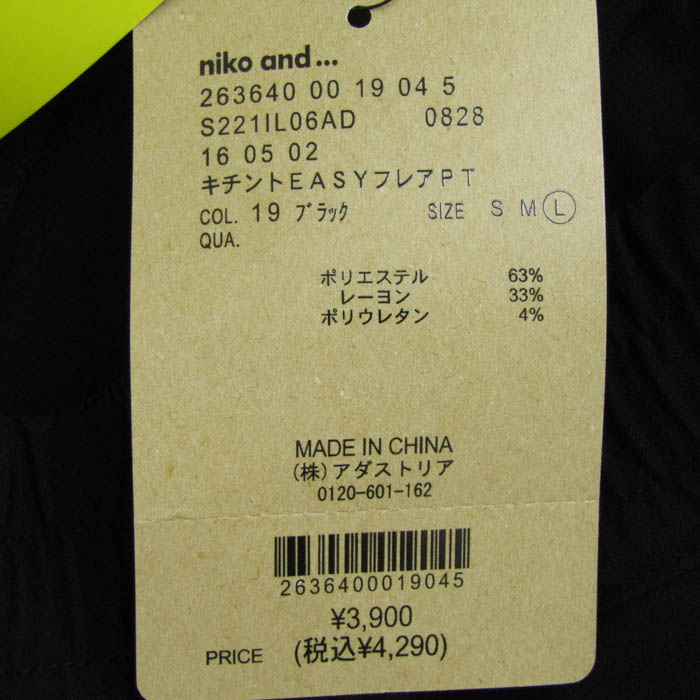 niko and ...
263640 00 19 04 5
S221IL06AD 0828
16 05 02
キチントEASYフレアPT
COL. 19 ブラック SIZE S M L
QUA.
ポリエステル 63%
レーヨン 33%
ポリウレタン 4%
MADE IN CHINA
(株)アダストリア
0120-601-162
2636400019045
¥3,900
PRICE (税込¥4,290)